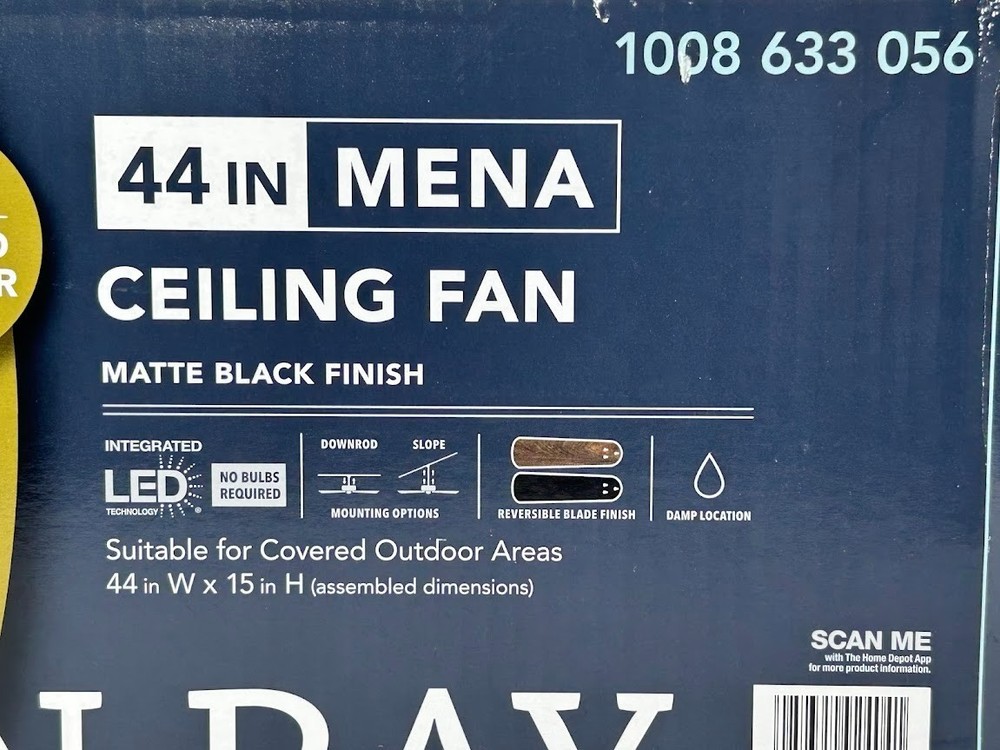 1008 633 056
44 IN MENA
CEILING FAN
MATTE BLACK FINISH
INTEGRATED
LED
TECHNOLOGY
®
NO BULBS
REQUIRED
DOWNROD SLOPE
MOUNTING OPTIONS
REVERSIBLE BLADE FINISH
DAMP LOCATION
Suitable for Covered Outdoor Areas
44 in W x 15 in H (assembled dimensions)
SCAN ME
with The Home Depot App
for more product information.
BAY